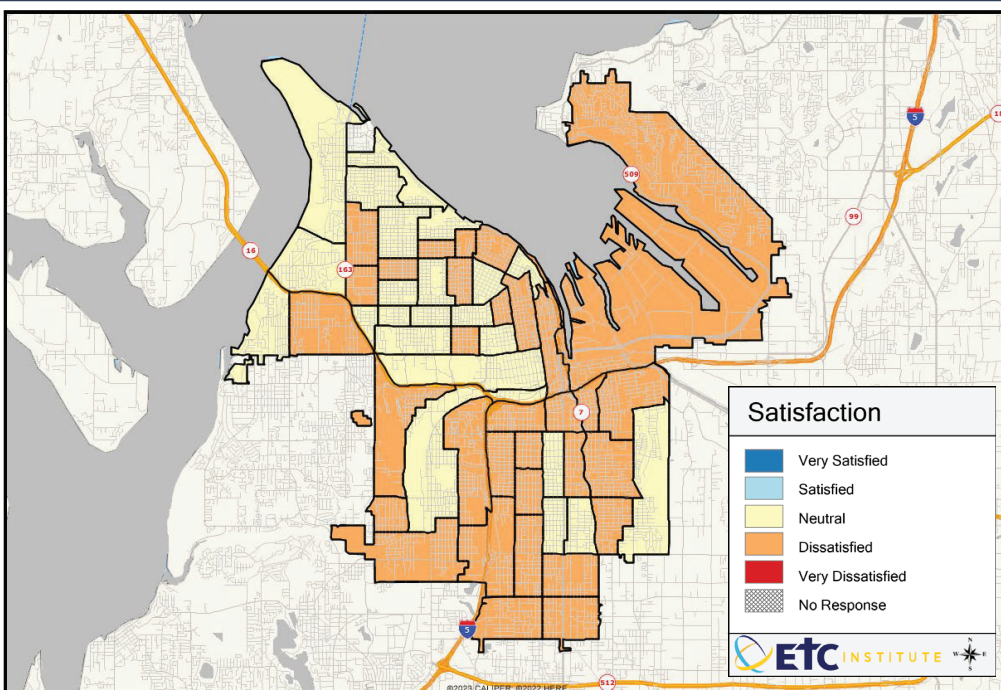 5
18
509
99
16
163
7
Satisfaction
Very Satisfied
Satisfied
Neutral
Dissatisfied
Very Dissatisfied
No Response
5
ETC INSTITUTE
N
W E
S
512
©2023 CALIPER; ©2022 HERE